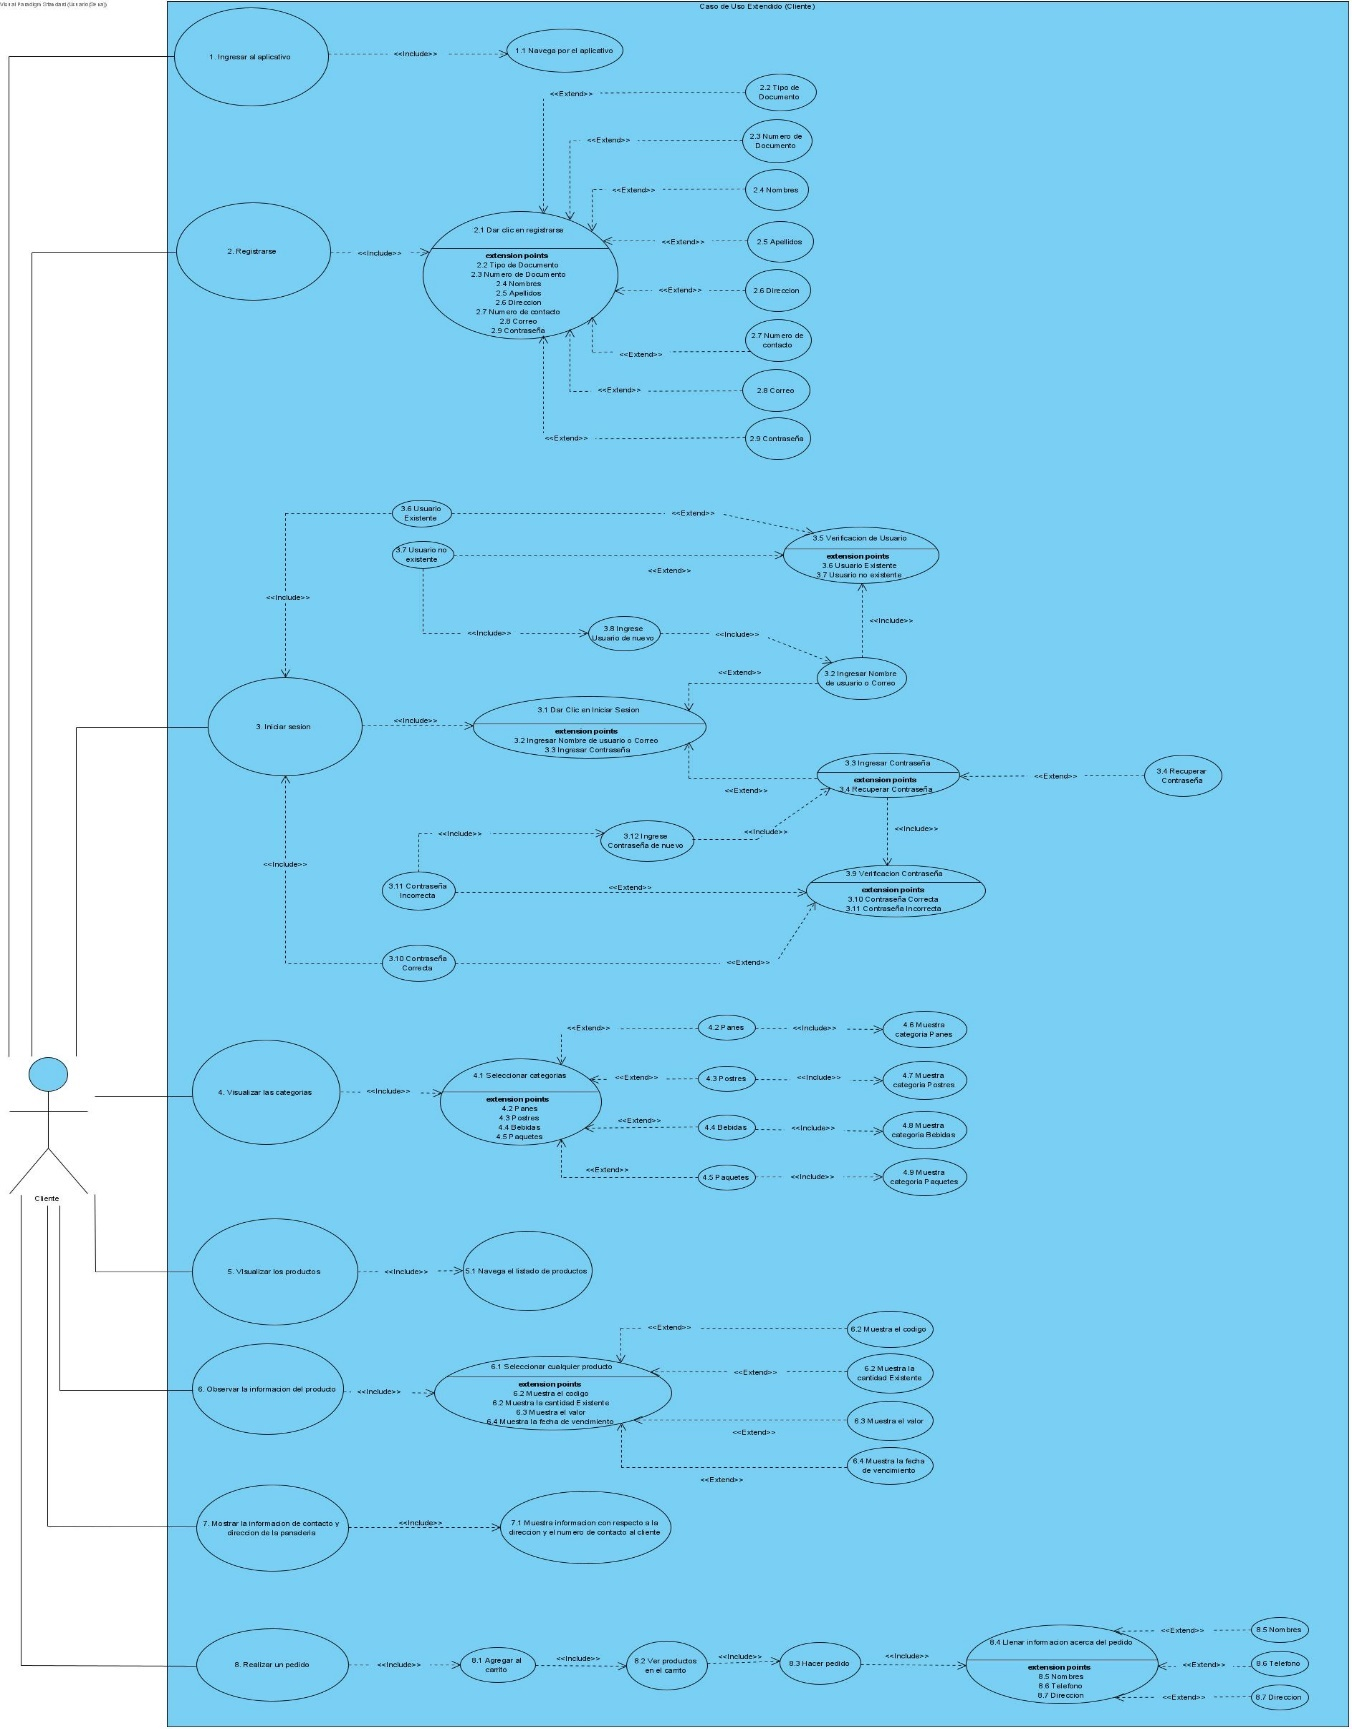 Visual Paradigm Standard
Caso de Uso Extendido (Cliente)
1. Ingresar al aplicativo
<<Include>>
1.1 Navega por el aplicativo
<<Extend>>
2.2 Tipo de
Documento
<<Extend>>
2.3 Numero de
Documento
<<Extend>>
2.4 Nombres
2. Registrarse
<<Include>>
2.1 Dar clic en registrarse
extension points
2.2 Tipo de Documento
2.3 Numero de Documento
2.4 Nombres
2.5 Apellidos
2.6 Direccion
2.7 Numero de contacto
2.8 Correo
2.9 Contraseña
<<Extend>>
2.5 Apellidos
<<Extend>>
2.6 Direccion
<<Extend>>
2.7 Numero de
contacto
<<Extend>>
2.8 Correo
<<Extend>>
2.9 Contraseña
3.6 Usuario
Existente
<<Extend>>
3.5 Verificacion de Usuario
extension points
3.6 Usuario Existente
3.7 Usuario no existente
3.7 Usuario no
existente
<<Extend>>
<<Include>>
<<Include>>
<<Include>>
3.8 Ingrese
Usuario de nuevo
<<Include>>
3.2 Ingresar Nombre
de usuario o Correo
<<Extend>>
3. Iniciar sesion
<<Include>>
3.1 Dar Clic en Iniciar Sesion
extension points
3.2 Ingresar Nombre de usuario o Correo
3.3 Ingresar Contraseña
<<Extend>>
3.3 Ingresar Contraseña
extension points
3.4 Recuperar Contraseña
<<Extend>>
3.4 Recuperar
Contraseña
<<Include>>
3.12 Ingrese
Contraseña de nuevo
<<Include>>
<<Include>>
<<Include>>
3.11 Contraseña
Incorrecta
<<Extend>>
3.9 Verificacion Contraseña
extension points
3.10 Contraseña Correcta
3.11 Contraseña Incorrecta
3.10 Contraseña
Correcta
<<Extend>>
<<Extend>>
4.2 Panes
<<Include>>
4.6 Muestra
categoria Panes
4. Visualizar las categorias
<<Include>>
4.1 Seleccionar categorias
extension points
4.2 Panes
4.3 Postres
4.4 Bebidas
4.5 Paquetes
<<Extend>>
4.3 Postres
<<Include>>
4.7 Muestra
categoria Postres
<<Extend>>
4.4 Bebidas
<<Include>>
4.8 Muestra
categoria Bebidas
<<Extend>>
4.5 Paquetes
<<Include>>
4.9 Muestra
categoria Paquetes
Cliente
5. Visualizar los productos
<<Include>>
5.1 Navega el listado de productos
<<Extend>>
6.2 Muestra el codigo
6. Observar la informacion del producto
<<Include>>
6.1 Seleccionar cualquier producto
extension points
6.2 Muestra el codigo
6.2 Muestra la cantidad Existente
6.3 Muestra el valor
6.4 Muestra la fecha de vencimiento
<<Extend>>
6.2 Muestra la
cantidad Existente
<<Extend>>
6.3 Muestra el valor
<<Extend>>
6.4 Muestra la fecha
de vencimiento
7. Mostrar la informacion de contacto y
direccion de la panaderia
<<Include>>
7.1 Muestra informacion con respecto a la
direccion y el numero de contacto al cliente
8. Realizar un pedido
<<Include>>
8.1 Agregar al
carrito
<<Include>>
8.2 Ver productos
en el carrito
<<Include>>
8.3 Hacer pedido
<<Include>>
8.4 Llenar informacion acerca del pedido
extension points
8.5 Nombres
8.6 Telefono
8.7 Direccion
<<Extend>>
8.5 Nombres
<<Extend>>
8.6 Telefono
<<Extend>>
8.7 Direccion